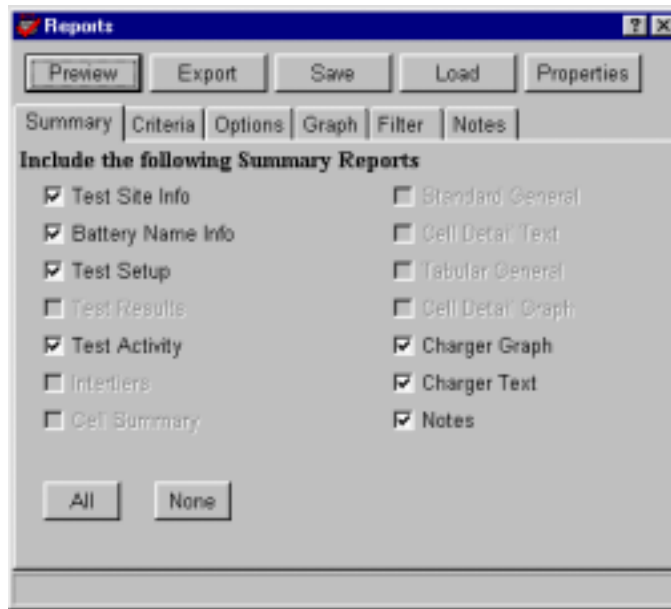 Reports
Preview Export Save Load Properties
Summary Criteria Options Graph Filter Notes
Include the following Summary Reports
Test Site Info
Battery Name Info
Test Setup
Test Results
Test Activity
Intertiers
Cell Summary
Standard General
Cell Detail Text
Tabular General
Cell Detail Graph
Charger Graph
Charger Text
Notes
All None